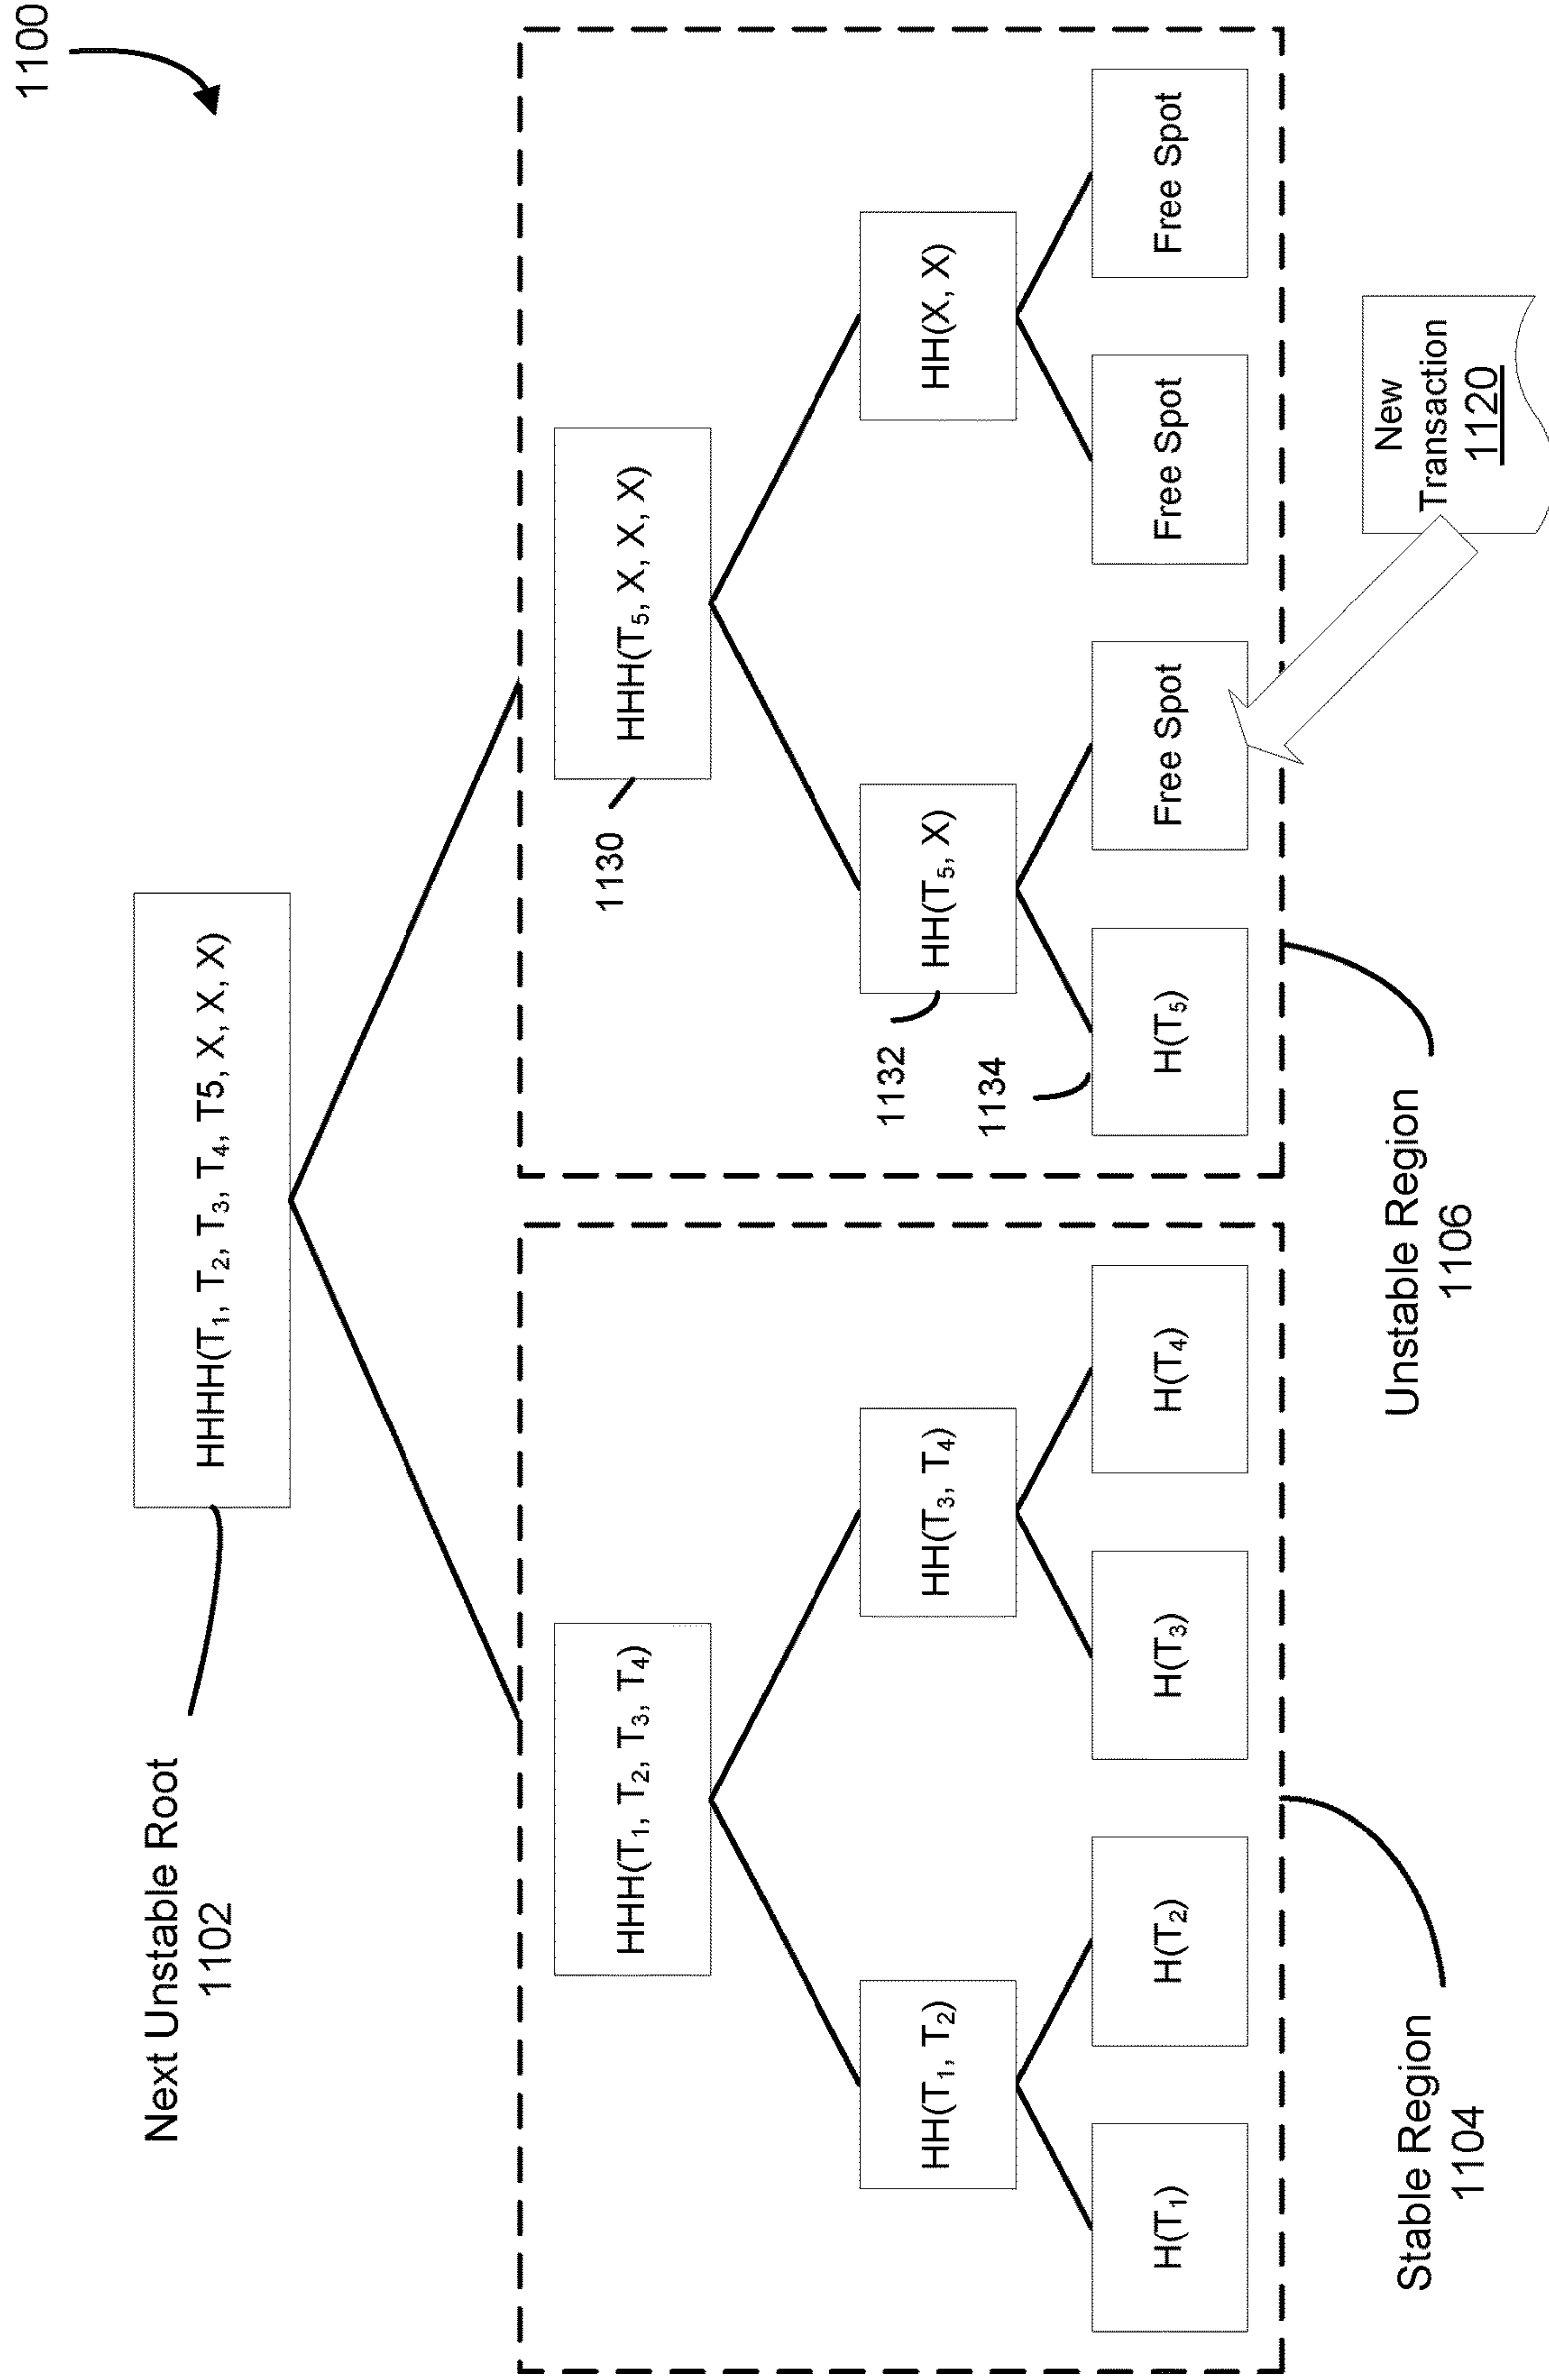 1100
Next Unstable Root
1102
HHHH(T₁, T₂, T₃, T₄, T5, X, X, X)
HHH(T₁, T₂, T₃, T₄)
1130
HHH(T₅, X, X, X)
HH(T₁, T₂)
HH(T₃, T₄)
1132
HH(T₅, X)
HH(X, X)
1134
H(T₁)
H(T₂)
H(T₃)
H(T₄)
H(T₅)
Free Spot
Free Spot
Free Spot
Stable Region
1104
Unstable Region
1106
New
Transaction
1120